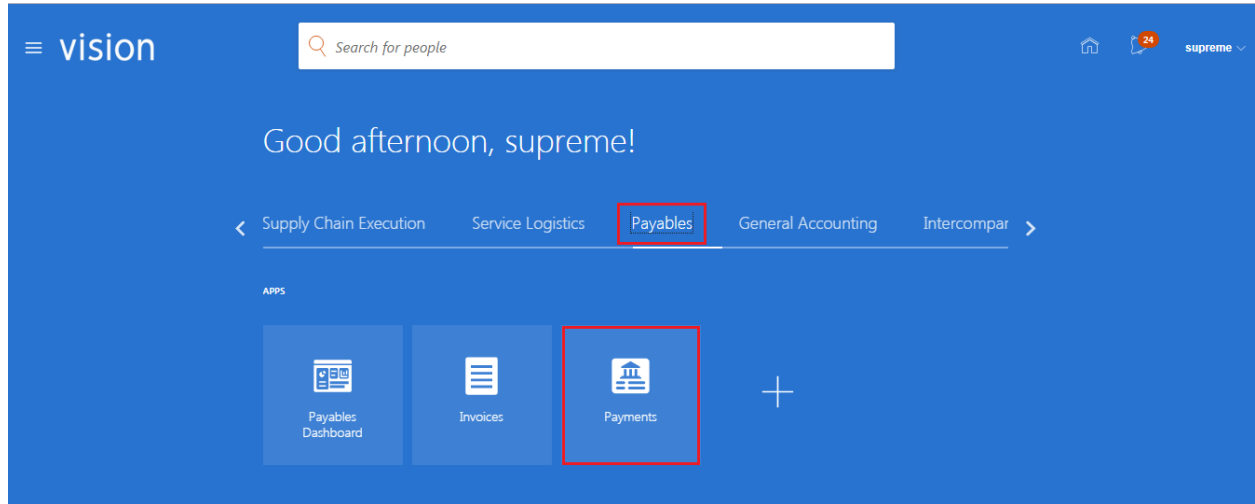 vision
Search for people
24
supreme
Good afternoon, supreme!
Supply Chain Execution Service Logistics Payables General Accounting Intercompar
APPS
Payables
Dashboard
Invoices
Payments